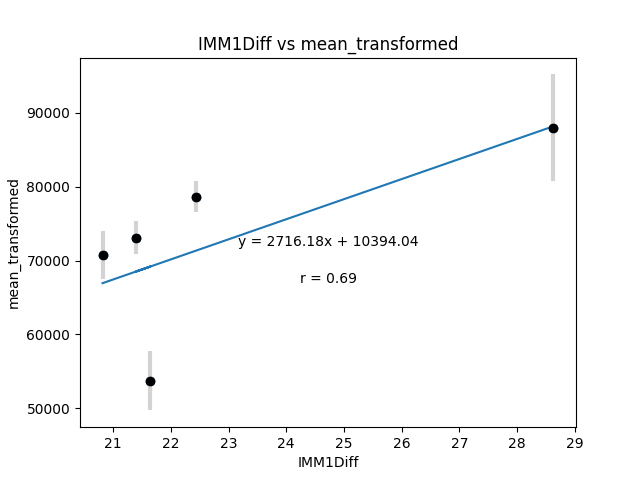 IMM1Diff vs mean_transformed
mean_transformed
90000
80000
70000
60000
50000
y = 2716.18x + 10394.04
r = 0.69
21 22 23 24 25 26 27 28 29
IMM1Diff